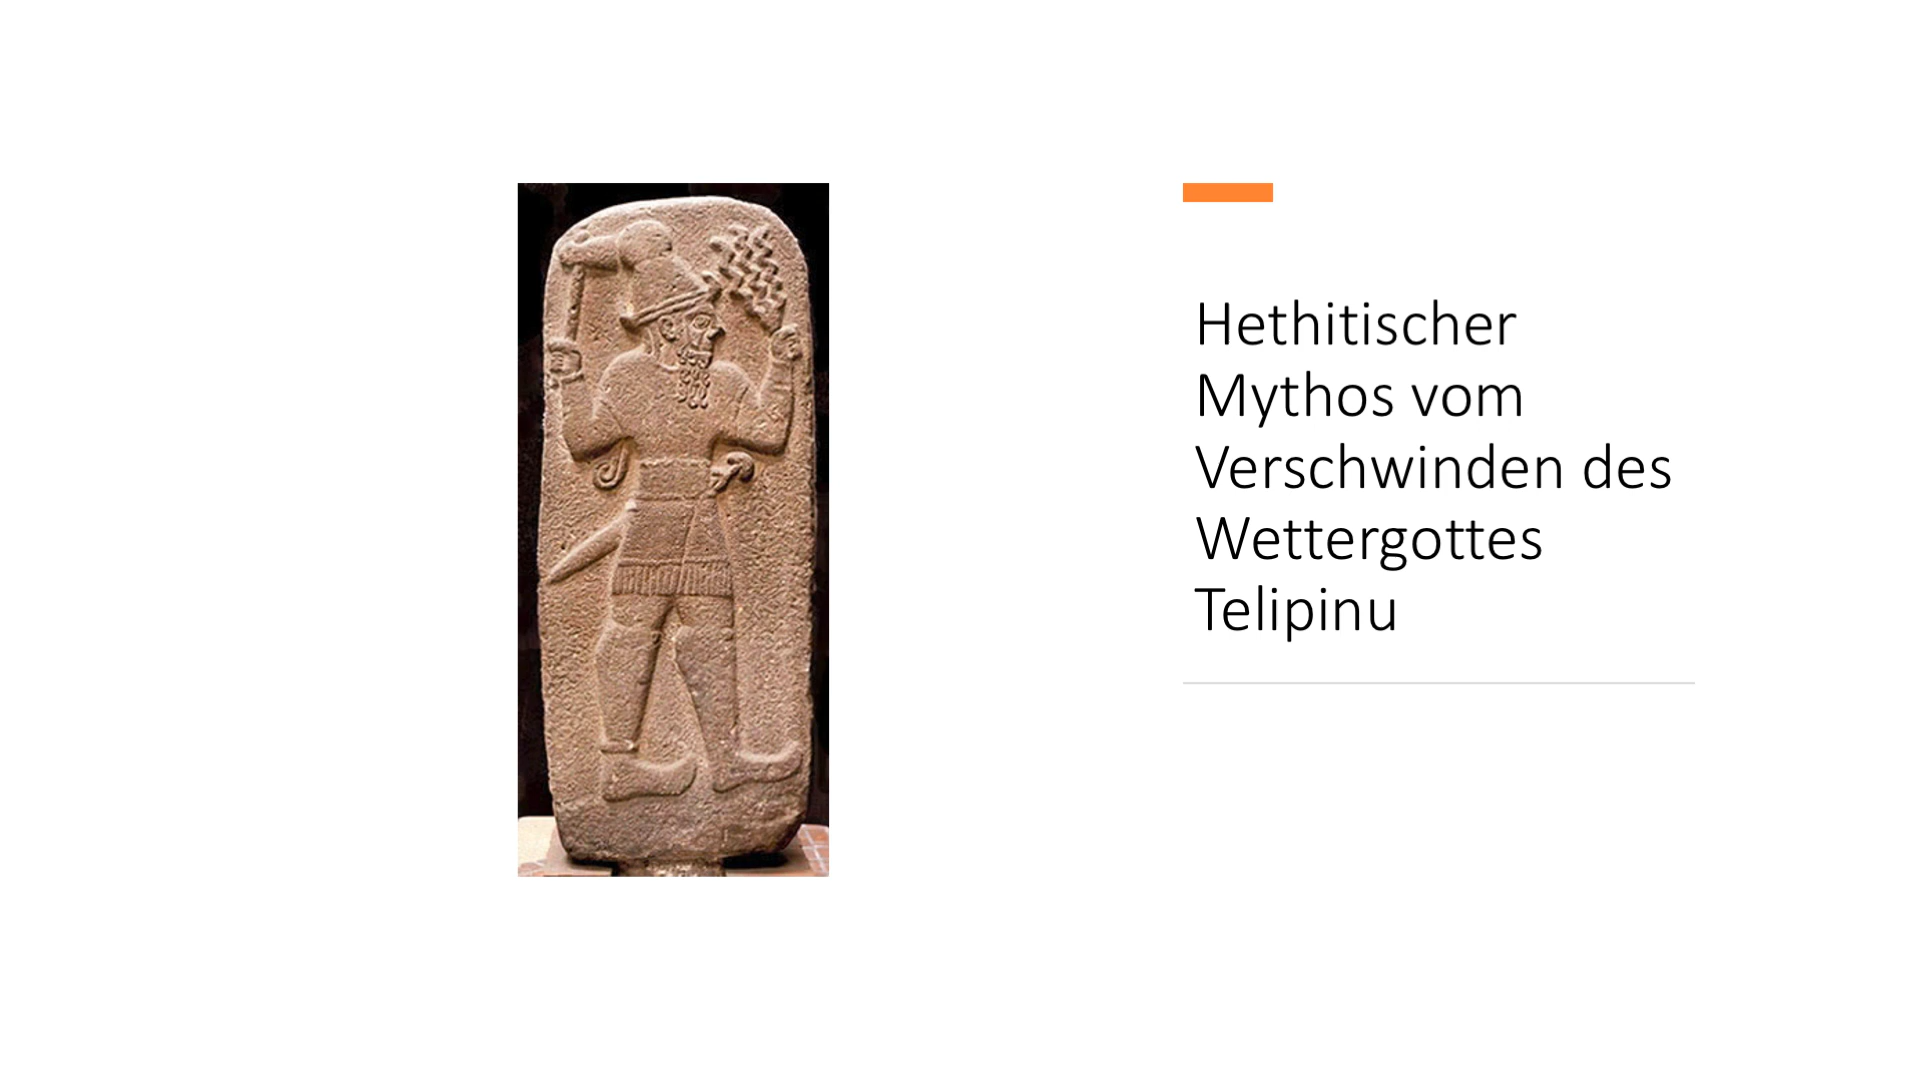 Hethitischer
Mythos vom
Verschwinden des
Wettergottes
Telipinu